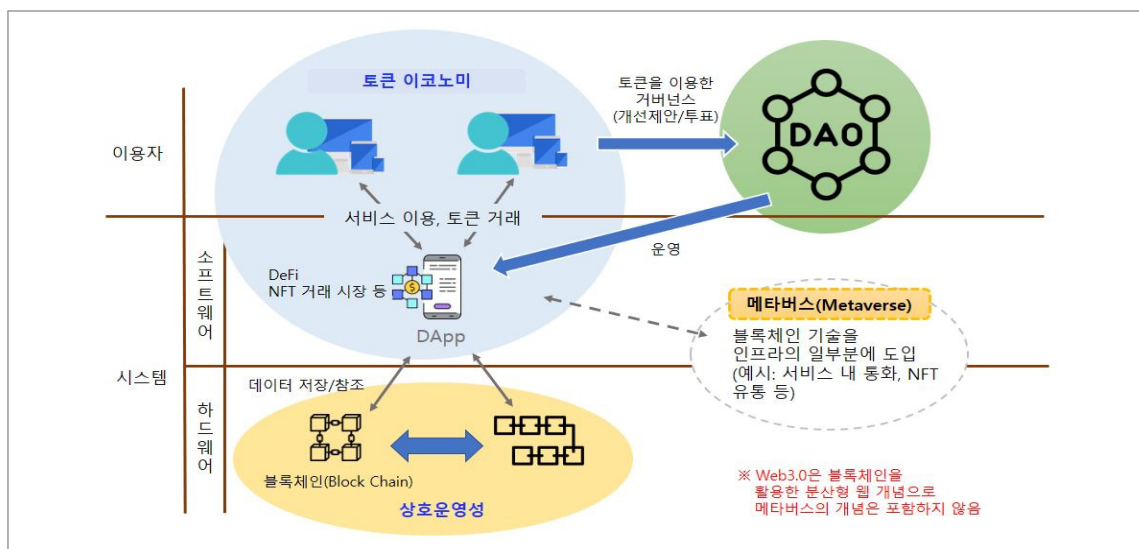 토큰 이코노미
토큰을 이용한
거버넌스
(개선제안/투표)
DAO
이용자
서비스 이용, 토큰 거래
운영
소프트웨어
DeFi
NFT 거래 시장 등
$
DApp
메타버스(Metaverse)
블록체인 기술을
인프라의 일부분에 도입
(예시: 서비스 내 통화, NFT
유통 등)
시스템
데이터 저장/참조
하드웨어
블록체인(Block Chain)
상호운영성
※ Web3.0은 블록체인을
활용한 분산형 웹 개념으로
메타버스의 개념은 포함하지 않음